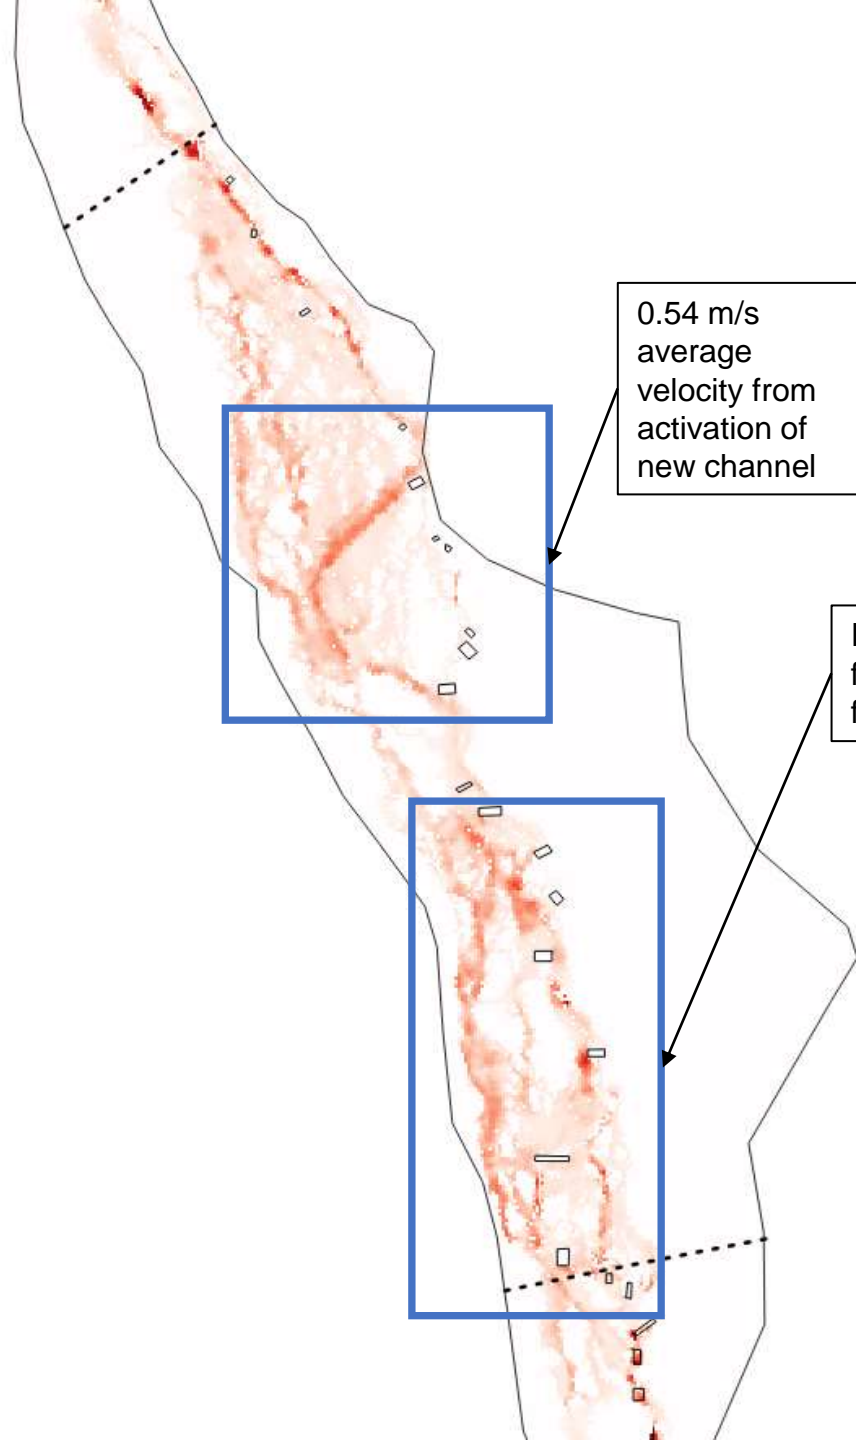 0.54 m/s
average
velocity from
activation of
new channel
f
f